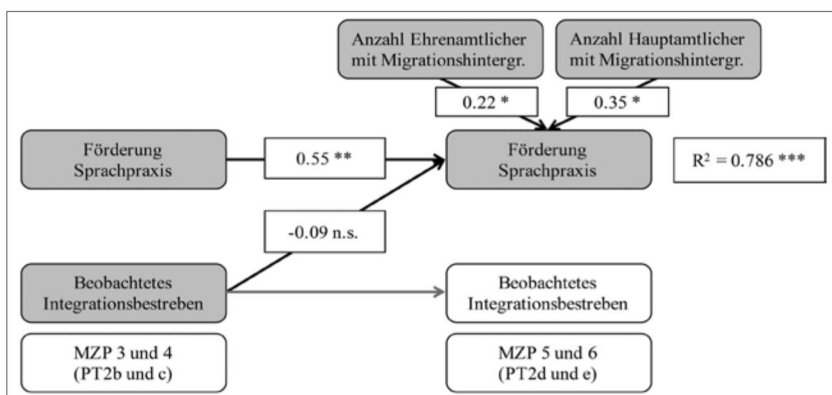 Anzahl Ehrenamtlicher
mit Migrationshintergr.
Anzahl Hauptamtlicher
mit Migrationshintergr.
0.22 *
0.35 *
Förderung
Sprachpraxis
0.55 **
Förderung
Sprachpraxis
R² = 0.786 ***
-0.09 n.s.
Beobachtetes
Integrationsbestreben
Beobachtetes
Integrationsbestreben
MZP 3 und 4
(PT2b und c)
MZP 5 und 6
(PT2d und e)